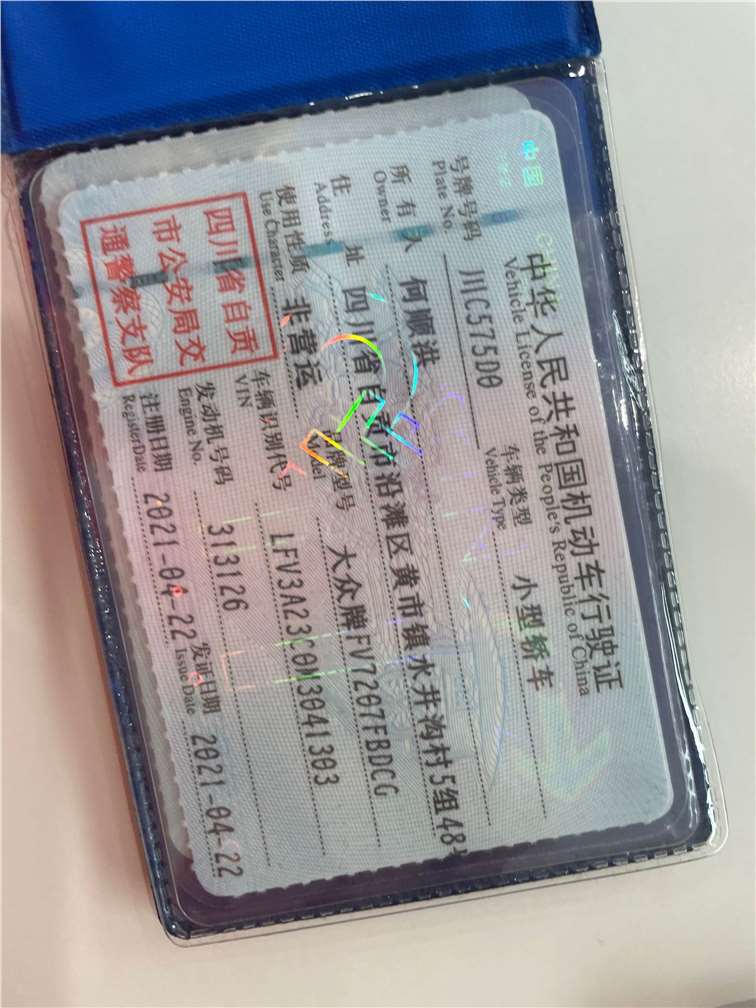 中国
中华人民共和国机动车行驶证
Vehicle License of the People's Republic of China
号牌号码 川C575D0 车辆类型 小型轿车
Plate No. Vehicle Type
所有人 何顺淮
Owner
住址 四川省自贡市沿滩区黄市镇水井沟村5组48
Address
使用性质 非营运 品牌型号 大众牌FV7207FBDCG
Use Character Model
四川省自贡
市公安局交
通警察支队
车辆识别代号 LFV3A23C0M3041303
VIN
发动机号码 313126
Engine No.
注册日期 2021-04-22 发证日期 2021-04-22
Register Date Issue Date